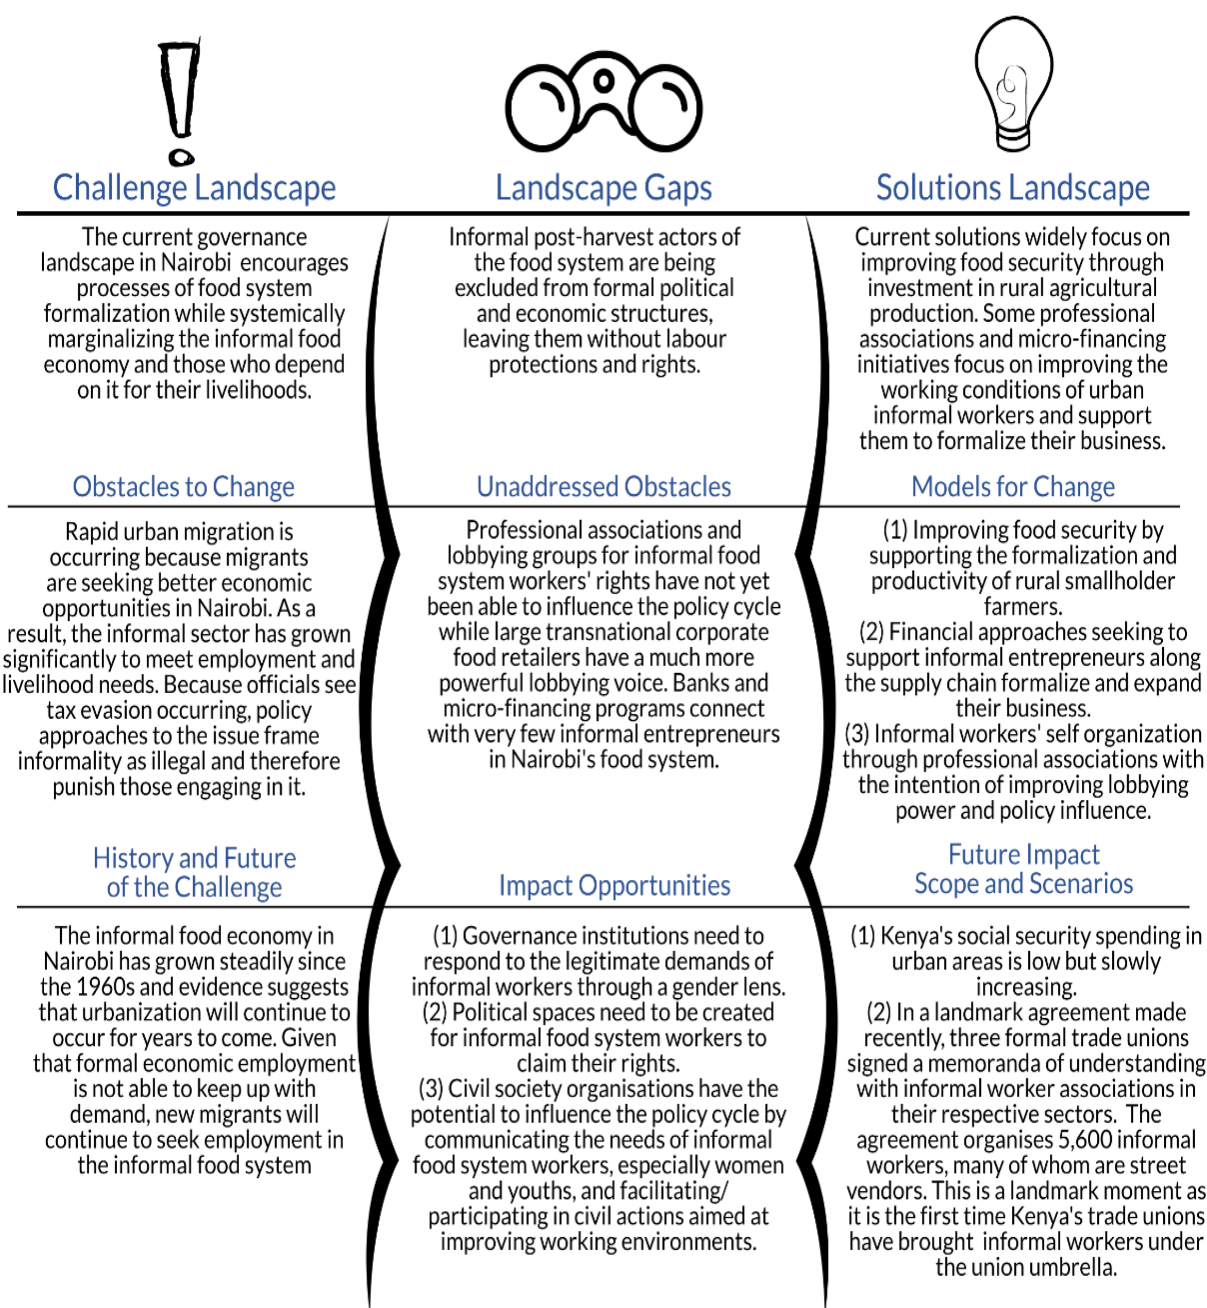 Challenge Landscape
The current governance
landscape in Nairobi encourages
processes of food system
formalization while systemically
marginalizing the informal food
economy and those who depend
on it for their livelihoods.
Obstacles to Change
Rapid urban migration is
occurring because migrants
are seeking better economic
opportunities in Nairobi. As a
result, the informal sector has grown
significantly to meet employment and
livelihood needs. Because officials see
tax evasion occurring, policy
approaches to the issue frame
informality as illegal and therefore
punish those engaging in it.
History and Future
of the Challenge
The informal food economy in
Nairobi has grown steadily since
the 1960s and evidence suggests
that urbanization will continue to
occur for years to come. Given
that formal economic employment
is not able to keep up with
demand, new migrants will
continue to seek employment in
the informal food system
Landscape Gaps
Informal post-harvest actors of
the food system are being
excluded from formal political
and economic structures,
leaving them without labour
protections and rights.
Unaddressed Obstacles
Professional associations and
lobbying groups for informal food
system workers' rights have not yet
been able to influence the policy cycle
while large transnational corporate
food retailers have a much more
powerful lobbying voice. Banks and
micro-financing programs connect
with very few informal entrepreneurs
in Nairobi's food system.
Impact Opportunities
(1) Governance institutions need to
respond to the legitimate demands of
informal workers through a gender lens.
(2) Political spaces need to be created
for informal food system workers to
claim their rights.
(3) Civil society organisations have the
potential to influence the policy cycle by
communicating the needs of informal
food system workers, especially women
and youths, and facilitating/
participating in civil actions aimed at
improving working environments.
Solutions Landscape
Current solutions widely focus on
improving food security through
investment in rural agricultural
production. Some professional
associations and micro-financing
initiatives focus on improving the
working conditions of urban
informal workers and support
them to formalize their business.
Models for Change
(1) Improving food security by
supporting the formalization and
productivity of rural smallholder
farmers.
(2) Financial approaches seeking to
support informal entrepreneurs along
the supply chain formalize and expand
their business.
(3) Informal workers' self organization
through professional associations with
the intention of improving lobbying
power and policy influence.
Future Impact
Scope and Scenarios
(1) Kenya's social security spending in
urban areas is low but slowly
increasing.
(2) In a landmark agreement made
recently, three formal trade unions
signed a memoranda of understanding
with informal worker associations in
their respective sectors. The
agreement organises 5,600 informal
workers, many of whom are street
vendors. This is a landmark moment as
it is the first time Kenya's trade unions
have brought informal workers under
the union umbrella.